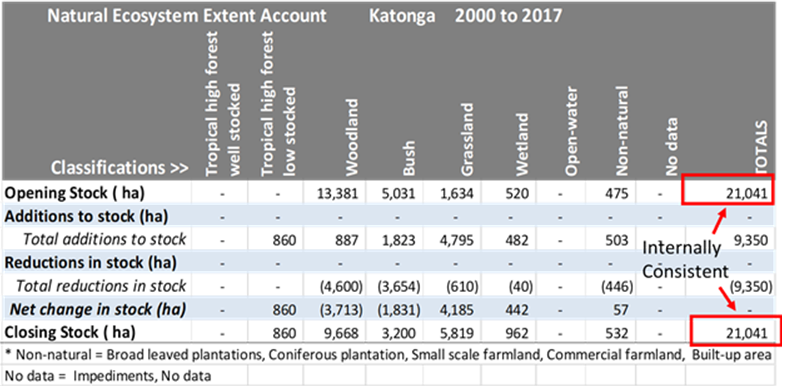 Natural Ecosystem Extent Account Katonga 2000 to 2017
Classifications >> Tropical high forest well stocked Tropical high forest low stocked Woodland Bush Grassland Wetland Open-water Non-natural No data TOTALS
Opening Stock ( ha) - - 13,381 5,031 1,634 520 - 475 - 21,041
Additions to stock (ha) - - - - - - - - - -
Total additions to stock - 860 887 1,823 4,795 482 - 503 - 9,350
Internally
Consistent
Reductions in stock (ha) - - - - - - - - - -
Total reductions in stock - - (4,600) (3,654) (610) (40) - (446) - (9,350)
Net change in stock (ha) - 860 (3,713) (1,831) 4,185 442 - 57 - -
Closing Stock ( ha) - 860 9,668 3,200 5,819 962 - 532 - 21,041
* Non-natural = Broad leaved plantations, Coniferous plantation, Small scale farmland, Commercial farmland, Built-up area
No data = Impediments, No data